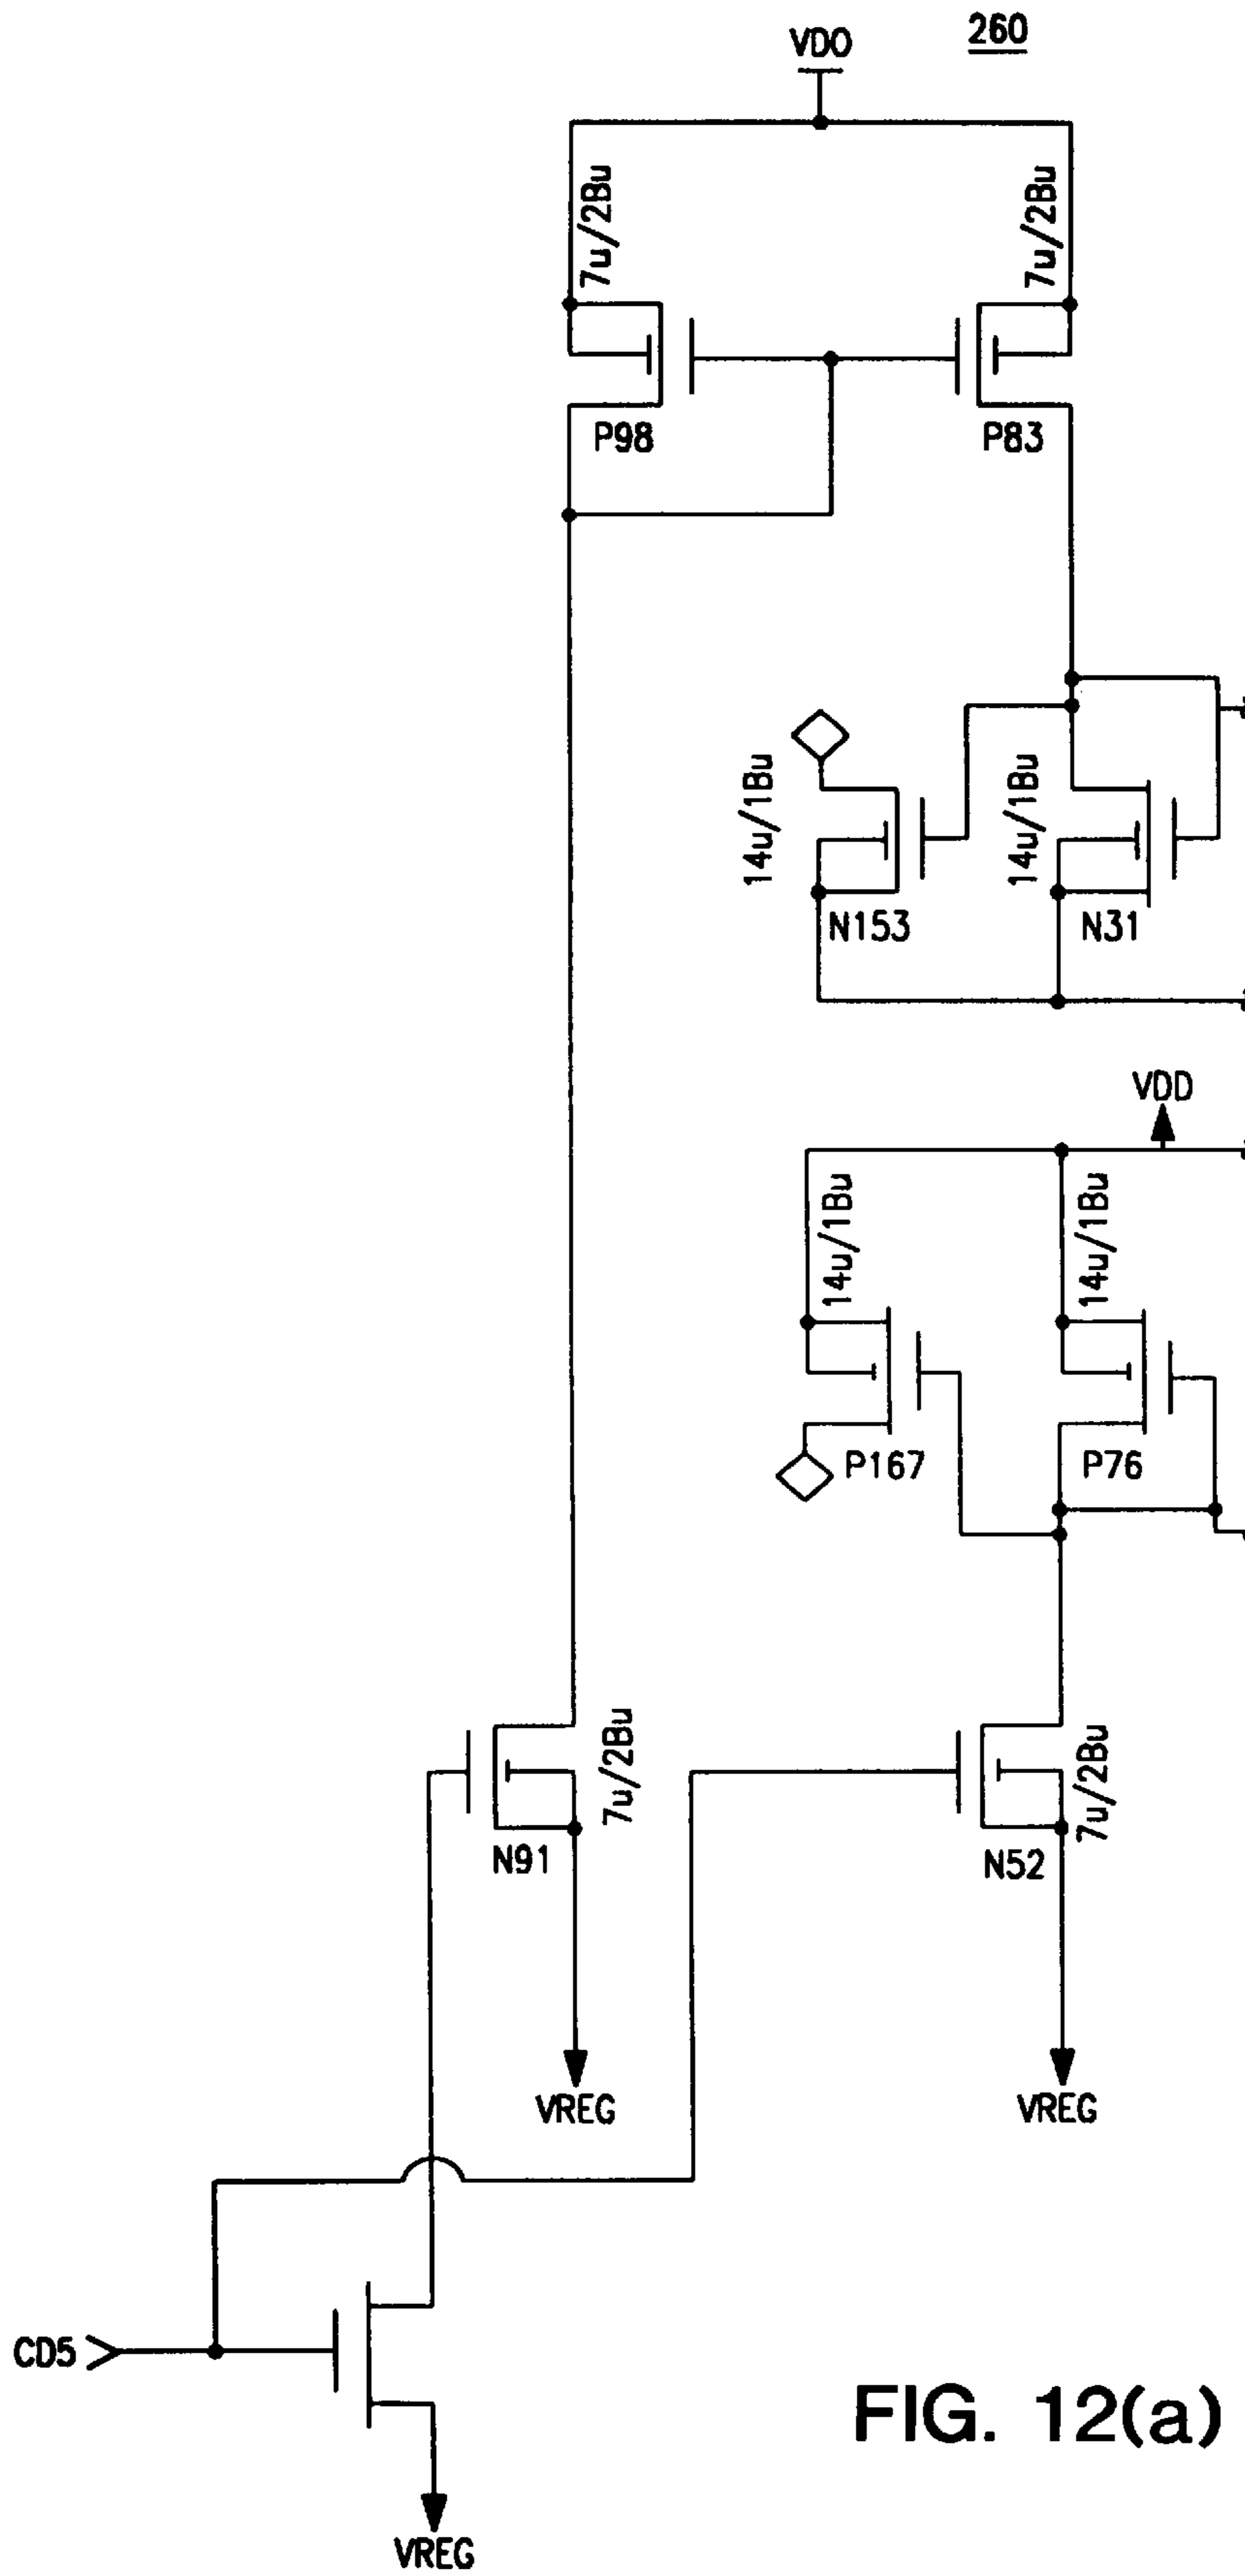 260
VDO
7u/2Bu
7u/2Bu
P98
P83
14u/1Bu
14u/1Bu
N153
N31
VDD
14u/1Bu
14u/1Bu
P167
P76
7u/2Bu
7u/2Bu
N91
N52
VREG
VREG
CD5
FIG. 12(a)
VREG